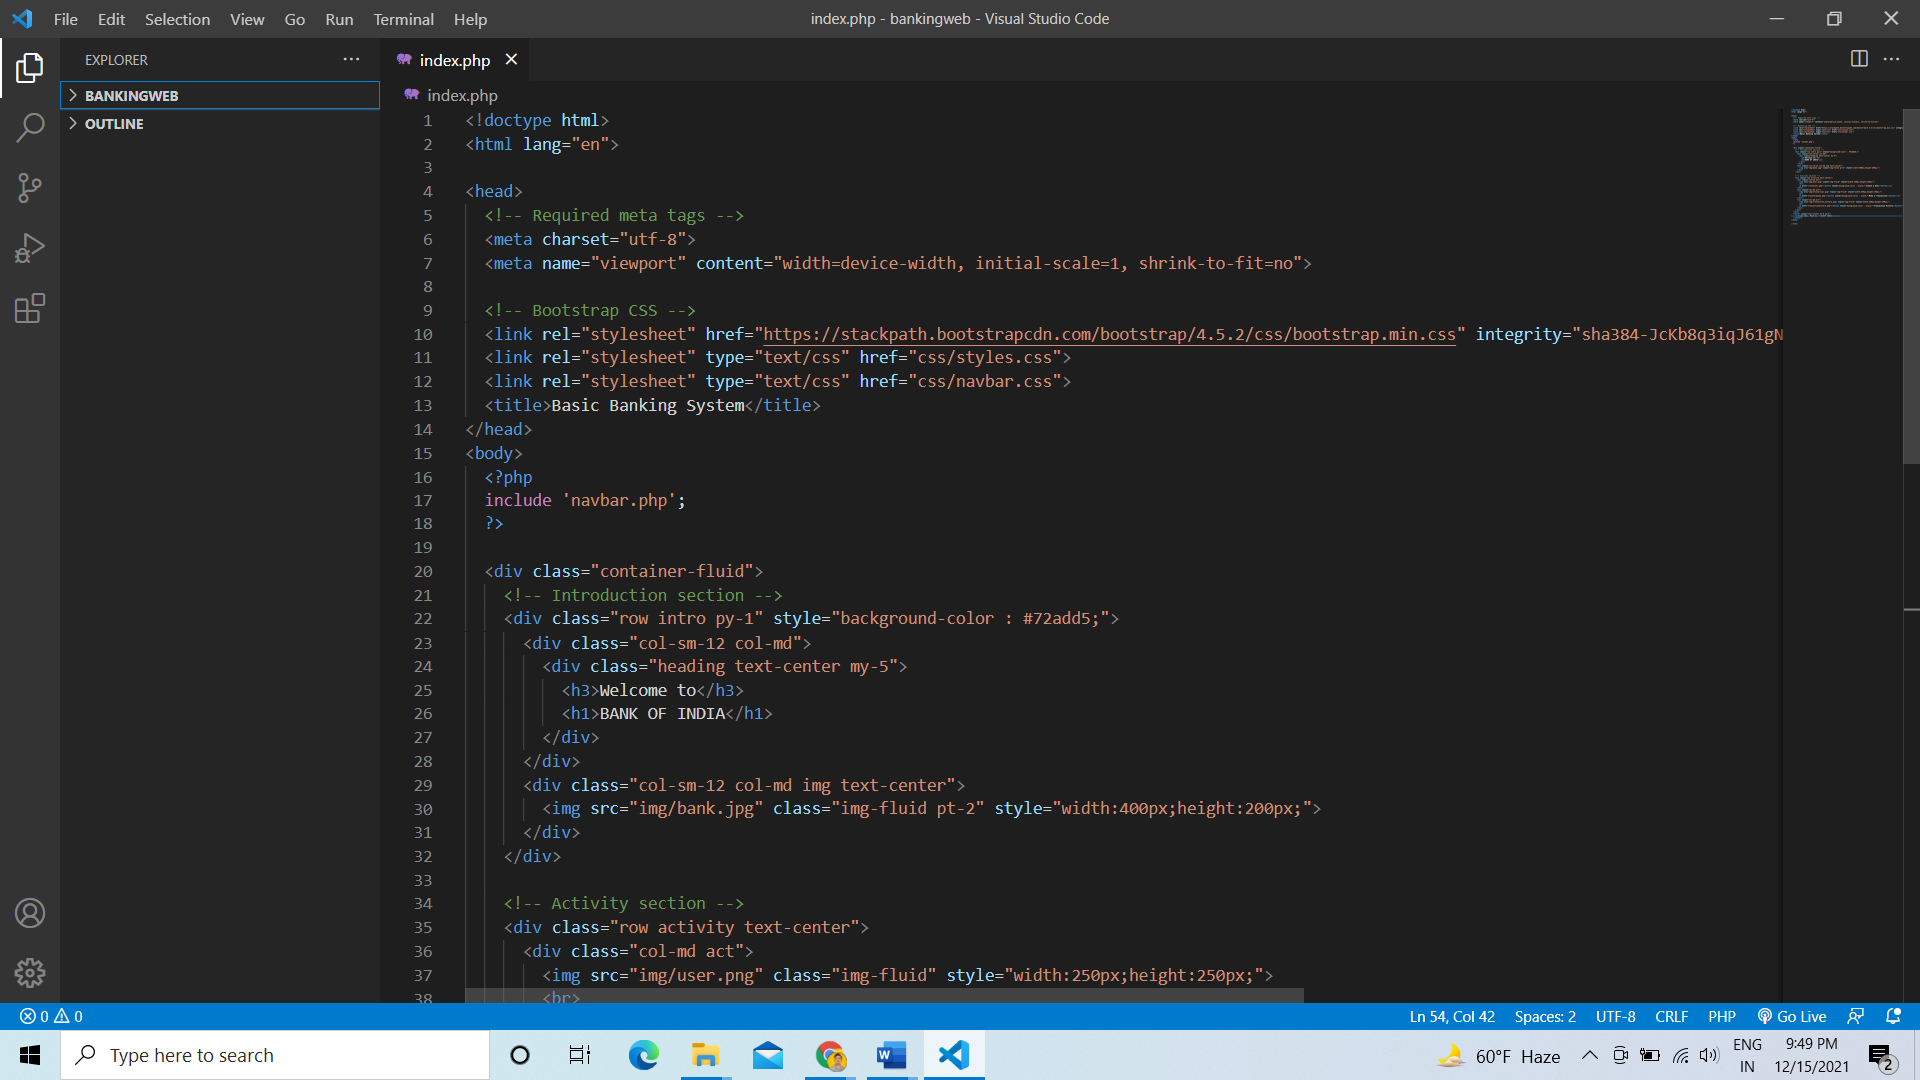 File Edit Selection View Go Run Terminal Help
index.php - bankingweb - Visual Studio Code
EXPLORER
index.php
BANKINGWEB
index.php
OUTLINE
1 <!doctype html>
2 <html lang="en">
3
4 <head>
5 <!-- Required meta tags -->
6 <meta charset="utf-8">
7 <meta name="viewport" content="width=device-width, initial-scale=1, shrink-to-fit=no">
8
9 <!-- Bootstrap CSS -->
10 <link rel="stylesheet" href="https://stackpath.bootstrapcdn.com/bootstrap/4.5.2/css/bootstrap.min.css" integrity="sha384-JcKb8q3iqJ61gN
11 <link rel="stylesheet" type="text/css" href="css/styles.css">
12 <link rel="stylesheet" type="text/css" href="css/navbar.css">
13 <title>Basic Banking System</title>
14 </head>
15 <body>
16 <?php
17 include 'navbar.php';
18 ?>
19
20 <div class="container-fluid">
21 <!-- Introduction section -->
22 <div class="row intro py-1" style="background-color : #72add5;">
23 <div class="col-sm-12 col-md">
24 <div class="heading text-center my-5">
25 <h3>Welcome to</h3>
26 <h1>BANK OF INDIA</h1>
27 </div>
28 </div>
29 <div class="col-sm-12 col-md img text-center">
30 <img src="img/bank.jpg" class="img-fluid pt-2" style="width:400px;height:200px;">
31 </div>
32 </div>
33
34 <!-- Activity section -->
35 <div class="row activity text-center">
36 <div class="col-md act">
37 <img src="img/user.png" class="img-fluid" style="width:250px;height:250px;">
38 <br>
0 0
Ln 54, Col 42 Spaces: 2 UTF-8 CRLF PHP Go Live
Type here to search
60°F Haze
ENG
IN
9:49 PM
12/15/2021
2